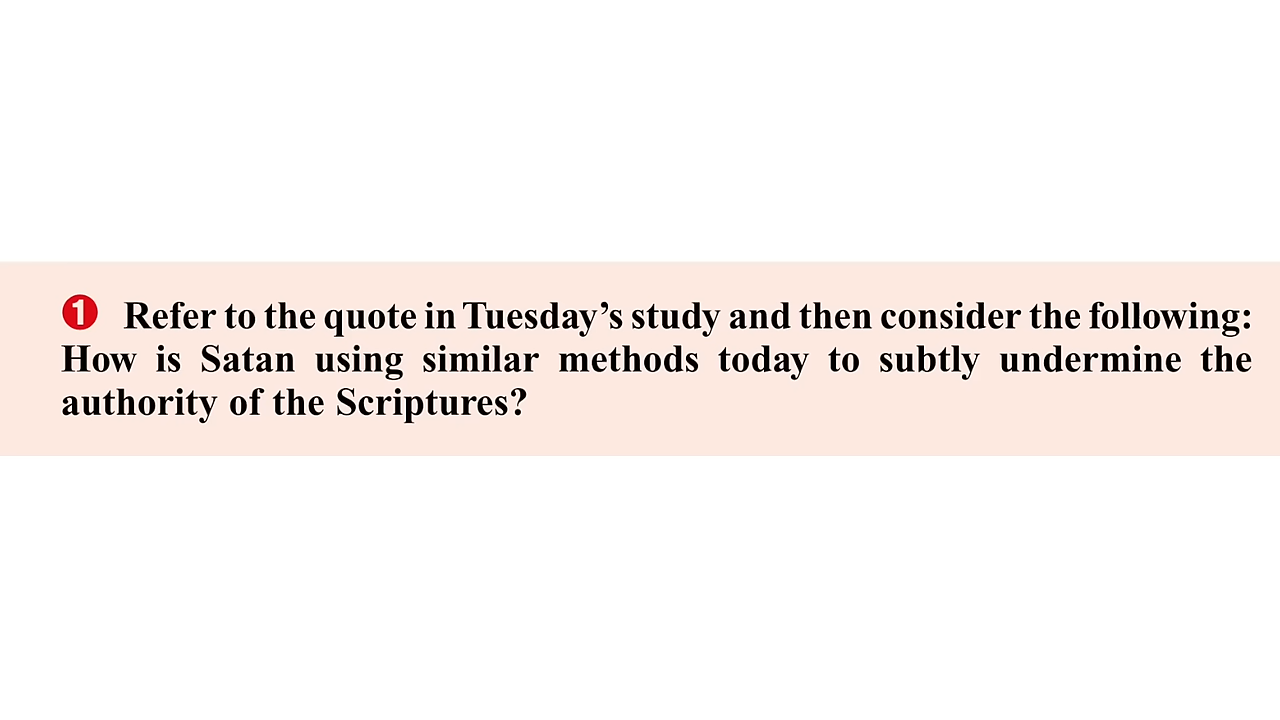 ❶ Refer to the quote in Tuesday’s study and then consider the following:
How is Satan using similar methods today to subtly undermine the
authority of the Scriptures?